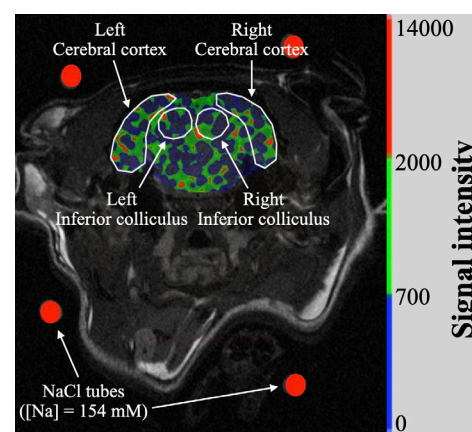 Left
Cerebral cortex
Right
Cerebral cortex
Left
Inferior colliculus
Right
Inferior colliculus
NaCl tubes
([Na] = 154 mM)
14000
2000
700
0
Signal intensity